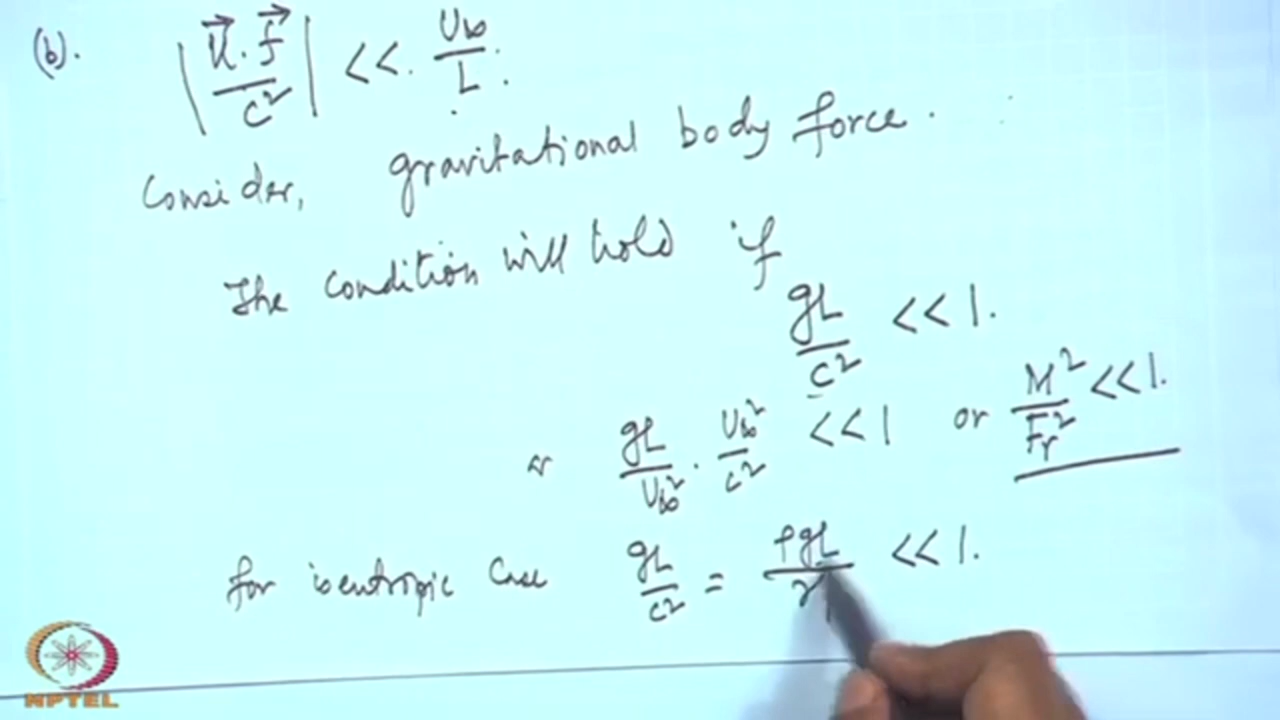 (b). | u⃗ · f⃗ / c² | << U∞ / L.
Consider, gravitational body force.
The condition will hold if
gL / c² << 1.
or gL / U∞² · U∞² / c² << 1 or M² / Fr² << 1.
for isentropic case gL / c² = ρgL / γ << 1.
NPTEL